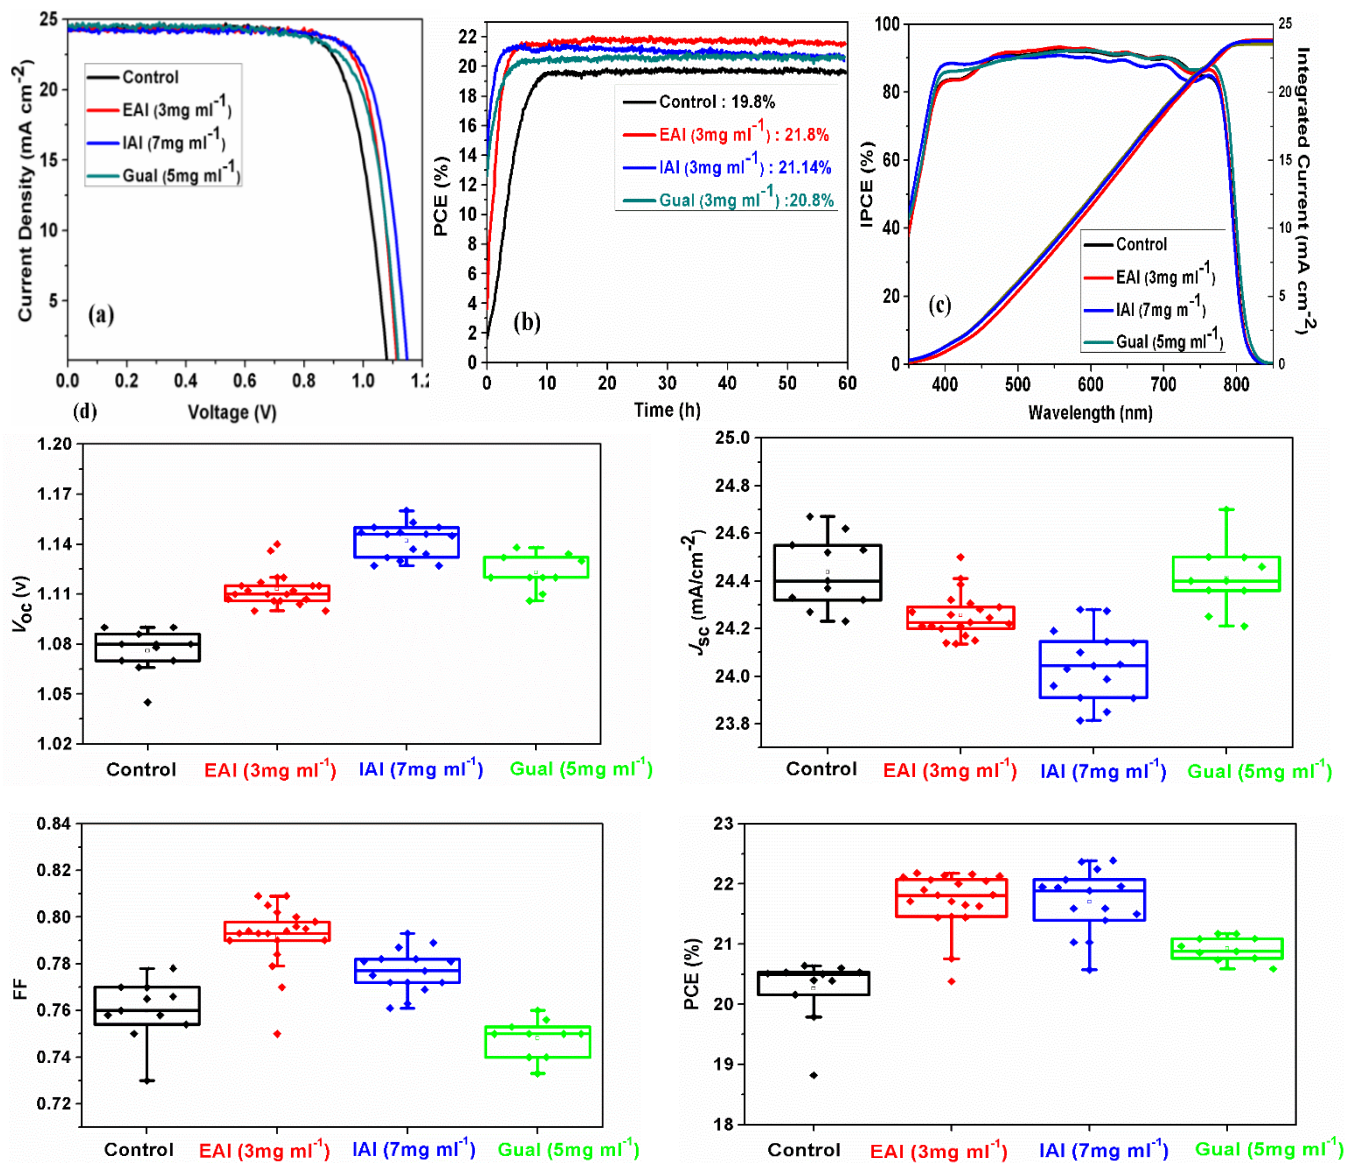 25
20
15
10
5
Current Density (mA cm-2)
Control
EAI (3mg ml-1)
IAI (7mg ml-1)
GuaI (5mg ml-1)
(a)
0.0 0.2 0.4 0.6 0.8 1.0 1.2
Voltage (V)
22
20
18
16
14
12
10
8
6
4
2
0
PCE (%)
Control : 19.8%
EAI (3mg ml-1) : 21.8%
IAI (3mg ml-1) : 21.14%
GuaI (3mg ml-1) :20.8%
(b)
0 10 20 30 40 50 60
Time (h)
100
80
60
40
20
0
IPCE (%)
Control
EAI (3mg ml-1)
IAI (7mg m-1)
GuaI (5mg ml-1)
(c)
25
20
15
10
5
0
Integrated Current (mA cm-2)
400 500 600 700 800
Wavelength (nm)
(d)
1.20
1.17
1.14
1.11
1.08
1.05
1.02
Voc (v)
Control EAI (3mg ml-1) IAI (7mg ml-1) GuaI (5mg ml-1)
25.0
24.8
24.6
24.4
24.2
24.0
23.8
Jsc (mA/cm-2)
Control EAI (3mg ml-1) IAI (7mg ml-1) GuaI (5mg ml-1)
0.84
0.82
0.80
0.78
0.76
0.74
0.72
FF
Control EAI (3mg ml-1) IAI (7mg ml-1) GuaI (5mg ml-1)
23
22
21
20
19
18
PCE (%)
Control EAI (3mg ml-1) IAI (7mg ml-1) GuaI (5mg ml-1)